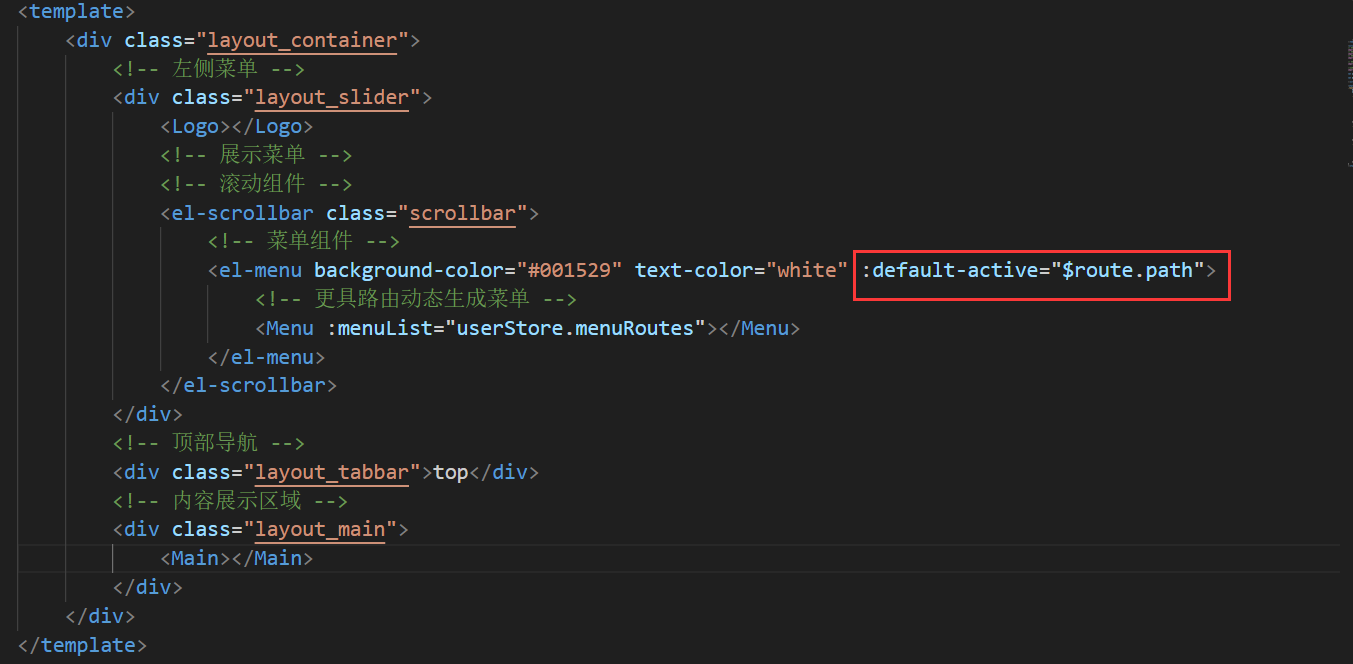 <template>
<div class="layout_container">
<!-- 左侧菜单 -->
<div class="layout_slider">
<Logo></Logo>
<!-- 展示菜单 -->
<!-- 滚动组件 -->
<el-scrollbar class="scrollbar">
<!-- 菜单组件 -->
<el-menu background-color="#001529" text-color="white" :default-active="$route.path">
<!-- 更具路由动态生成菜单 -->
<Menu :menuList="userStore.menuRoutes"></Menu>
</el-menu>
</el-scrollbar>
</div>
<!-- 顶部导航 -->
<div class="layout_tabbar">top</div>
<!-- 内容展示区域 -->
<div class="layout_main">
<Main></Main>
</div>
</div>
</template>